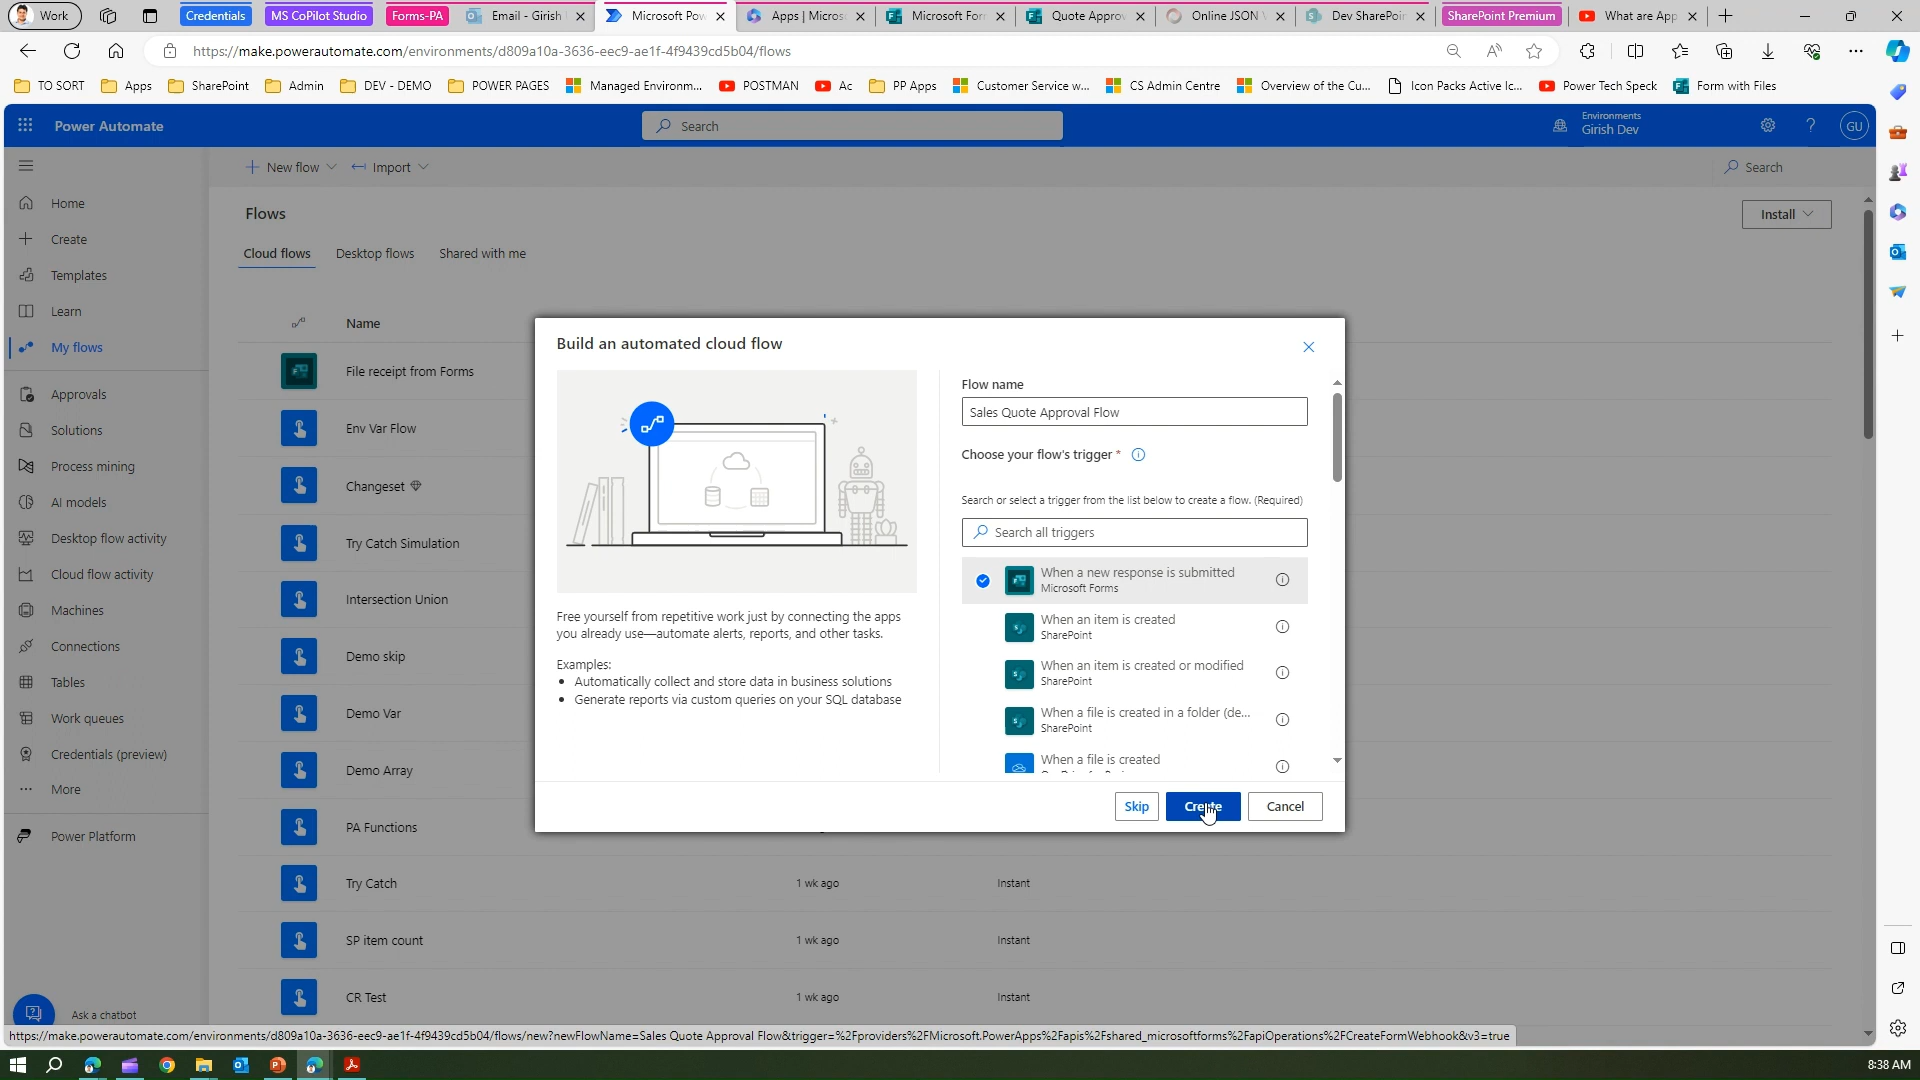 Work
Credentials
MS CoPilot Studio
Forms-PA
Email - Girish
Microsoft Pow
Apps | Micros
Microsoft For
Quote Approv
Online JSON
Dev SharePoin
SharePoint Premium
What are App
https://make.powerautomate.com/environments/d809a10a-3636-eec9-ae1f-4f9439cd5b04/flows
TO SORT
Apps
SharePoint
Admin
DEV - DEMO
POWER PAGES
Managed Environm...
POSTMAN
Ac
PP Apps
Customer Service w...
CS Admin Centre
Overview of the Cu...
Icon Packs Active Ic...
Power Tech Speck
Form with Files
Power Automate
Search
Environments
Girish Dev
GU
New flow
Import
Search
Home
Create
Templates
Learn
My flows
Approvals
Solutions
Process mining
AI models
Desktop flow activity
Cloud flow activity
Machines
Connections
Tables
Work queues
Credentials (preview)
More
Power Platform
Ask a chatbot
Flows
Install
Cloud flows
Desktop flows
Shared with me
Name
File receipt from Forms
Env Var Flow
Changeset
Try Catch Simulation
Intersection Union
Demo skip
Demo Var
Demo Array
PA Functions
Try Catch
1 wk ago
Instant
SP item count
1 wk ago
Instant
CR Test
1 wk ago
Instant
Build an automated cloud flow
Free yourself from repetitive work just by connecting the apps
you already use—automate alerts, reports, and other tasks.
Examples:
• Automatically collect and store data in business solutions
• Generate reports via custom queries on your SQL database
Flow name
Sales Quote Approval Flow
Choose your flow's trigger *
Search or select a trigger from the list below to create a flow. (Required)
Search all triggers
When a new response is submitted
Microsoft Forms
When an item is created
SharePoint
When an item is created or modified
SharePoint
When a file is created in a folder (de...
SharePoint
When a file is created
Skip
Create
Cancel
https://make.powerautomate.com/environments/d809a10a-3636-eec9-ae1f-4f9439cd5b04/flows/new?newFlowName=Sales Quote Approval Flow&trigger=%2Fproviders%2FMicrosoft.PowerApps%2Fapis%2Fshared_microsoftforms%2FapiOperations%2FCreateFormWebhook&v3=true
8:38 AM